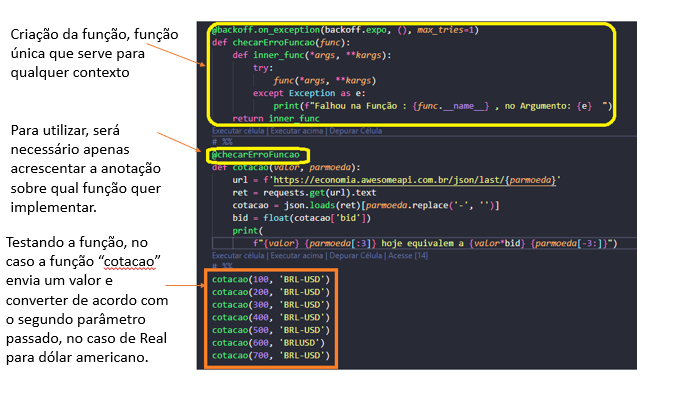 Criação da função, função
única que serve para
qualquer contexto
Para utilizar, será
necessário apenas
acrescentar a anotação
sobre qual função quer
implementar.
Testando a função, no
caso a função “cotacao”
envia um valor e
converter de acordo com
o segundo parâmetro
passado, no caso de Real
para dólar americano.
@backoff.on_exception(backoff.expo, (), max_tries=1)
def checarErroFuncao(func):
def inner_func(*args, **kargs):
try:
func(*args, **kargs)
except Exception as e:
print(f"Falhou na Função : {func.__name__} , no Argumento: {e}  ")
return inner_func
Executar célula | Executar acima | Depurar Célula
# %%
@checarErroFuncao
def cotacao(valor, parmoeda):
url = f'https://economia.awesomeapi.com.br/json/last/{parmoeda}'
ret = requests.get(url).text
cotacao = json.loads(ret)[parmoeda.replace('-', '')]
bid = float(cotacao['bid'])
print(
f"{valor} {parmoeda[:3]} hoje equivalem a {valor*bid} {parmoeda[-3:]}")
Executar célula | Executar acima | Depurar Célula | Acesse [14]
# %%
cotacao(100, 'BRL-USD')
cotacao(200, 'BRL-USD')
cotacao(300, 'BRL-USD')
cotacao(400, 'BRL-USD')
cotacao(500, 'BRL-USD')
cotacao(600, 'BRLUSD')
cotacao(700, 'BRL-USD')